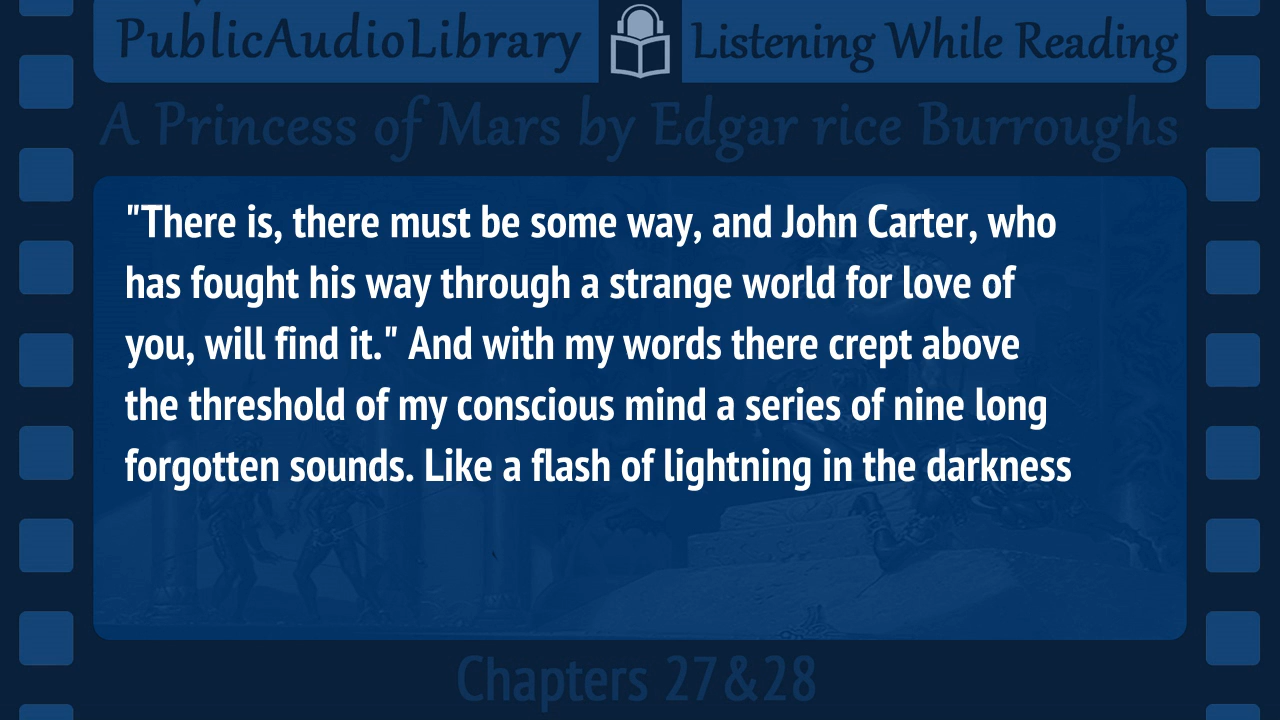 PublicAudioLibrary Listening While Reading
A Princess of Mars by Edgar rice Burroughs
"There is, there must be some way, and John Carter, who
has fought his way through a strange world for love of
you, will find it." And with my words there crept above
the threshold of my conscious mind a series of nine long
forgotten sounds. Like a flash of lightning in the darkness
Chapters 27&28